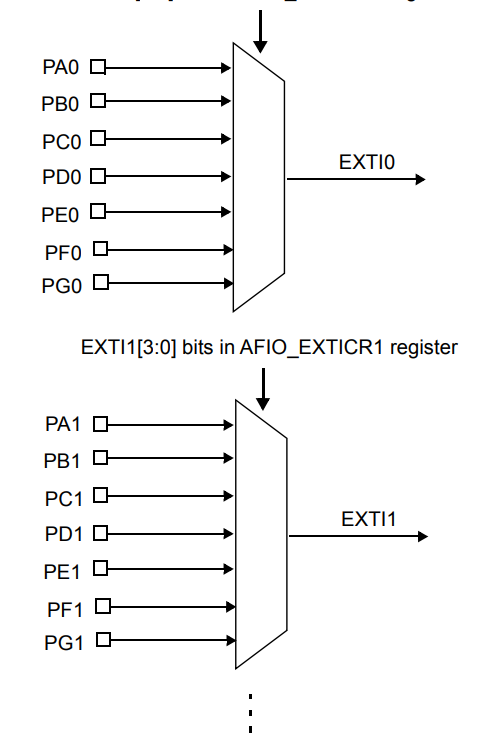 PA0
PB0
PC0
PD0
PE0
PF0
PG0
EXTI0
EXTI1[3:0] bits in AFIO_EXTICR1 register
PA1
PB1
PC1
PD1
PE1
PF1
PG1
EXTI1